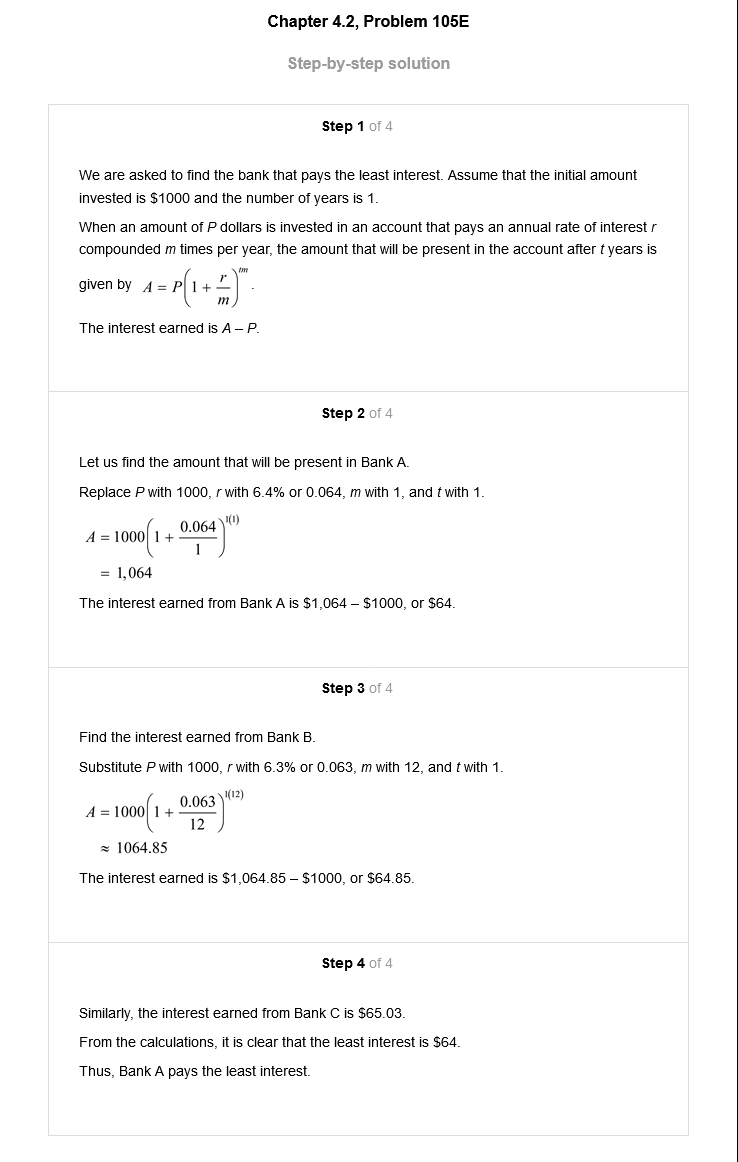 Chapter 4.2, Problem 105E
Step-by-step solution
Step 1 of 4
We are asked to find the bank that pays the least interest. Assume that the initial amount
invested is $1000 and the number of years is 1.
When an amount of P dollars is invested in an account that pays an annual rate of interest r
compounded m times per year, the amount that will be present in the account after t years is
given by A = P(1 + r/m)^tm.
The interest earned is A – P.
Step 2 of 4
Let us find the amount that will be present in Bank A.
Replace P with 1000, r with 6.4% or 0.064, m with 1, and t with 1.
A = 1000(1 + 0.064/1)^1(1)
= 1,064
The interest earned from Bank A is $1,064 – $1000, or $64.
Step 3 of 4
Find the interest earned from Bank B.
Substitute P with 1000, r with 6.3% or 0.063, m with 12, and t with 1.
A = 1000(1 + 0.063/12)^1(12)
≈ 1064.85
The interest earned is $1,064.85 – $1000, or $64.85.
Step 4 of 4
Similarly, the interest earned from Bank C is $65.03.
From the calculations, it is clear that the least interest is $64.
Thus, Bank A pays the least interest.